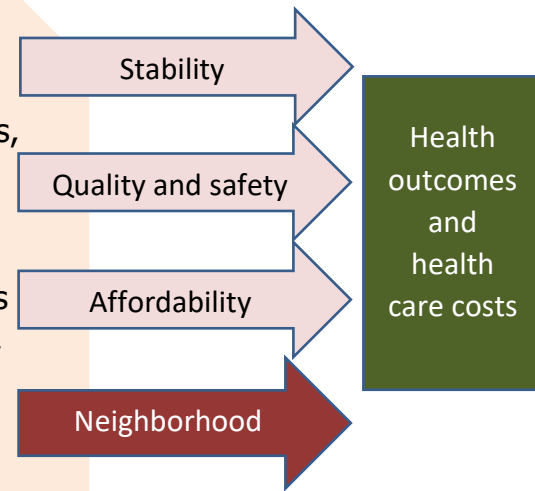 Stability
s,
Quality and safety
s
Affordability
Neighborhood
Health
outcomes
and
health
care costs